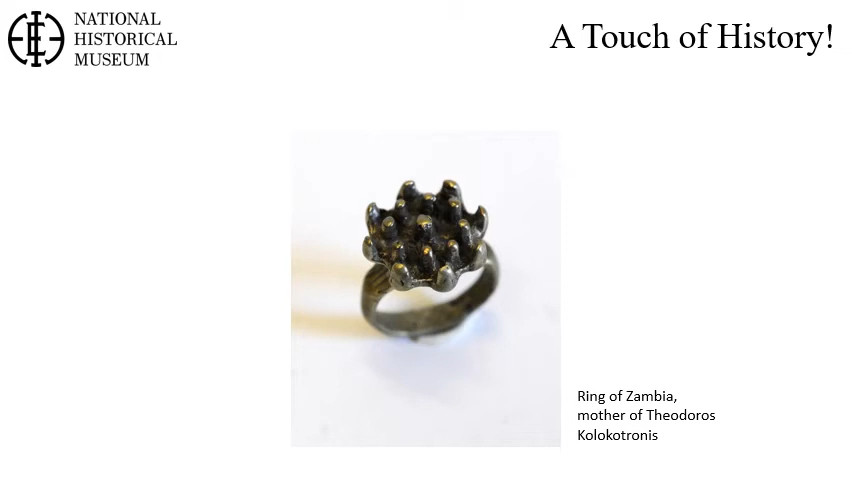 NATIONAL
HISTORICAL
MUSEUM
A Touch of History!
Ring of Zambia,
mother of Theodoros
Kolokotronis